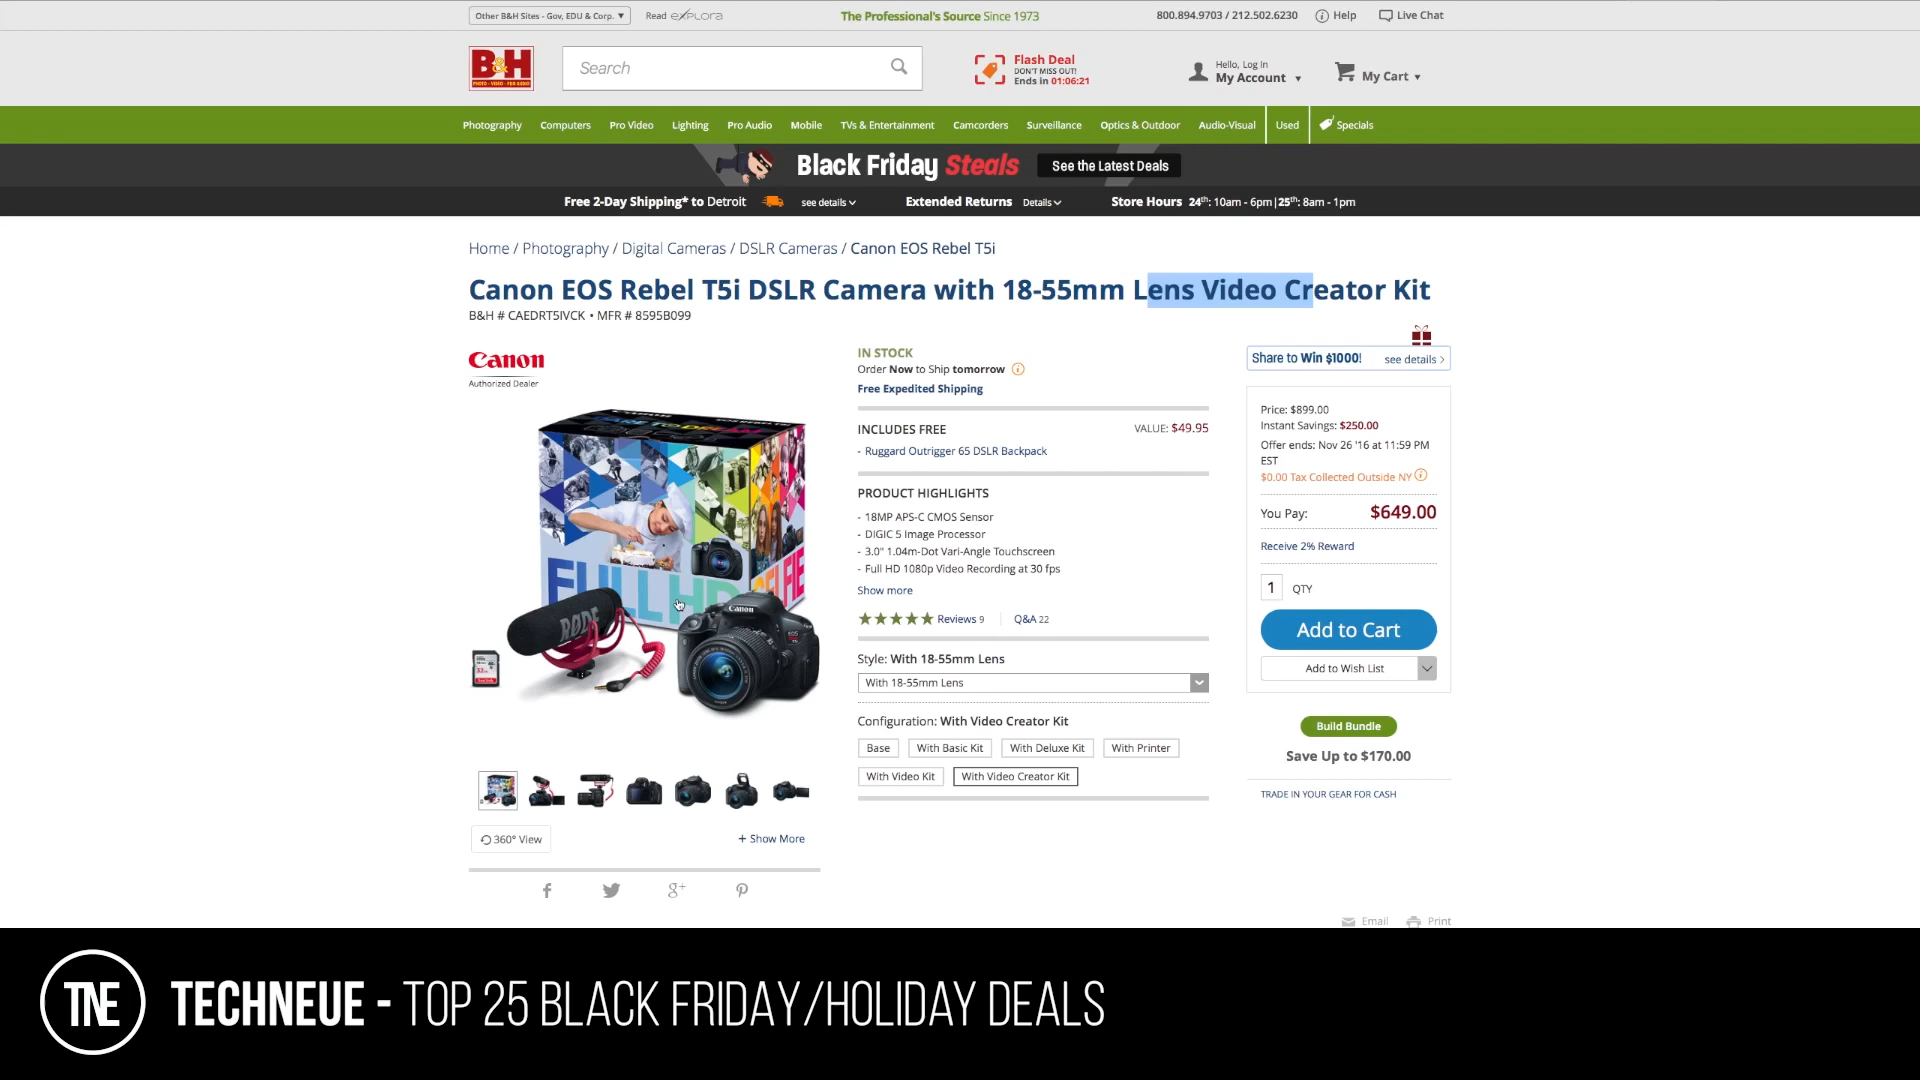 Other B&H Sites - Gov, EDU & Corp. ▾
Read explora
The Professional's Source Since 1973
800.894.9703 / 212.502.6230
Help
Live Chat
B&H
PHOTO - VIDEO - PRO AUDIO
Search
Flash Deal
DON'T MISS OUT!
Ends in 01:06:21
Hello, Log In
My Account ▾
My Cart ▾
Photography Computers Pro Video Lighting Pro Audio Mobile TVs & Entertainment Camcorders Surveillance Optics & Outdoor Audio-Visual Used Specials
Black Friday Steals See the Latest Deals
Free 2-Day Shipping* to Detroit see details Extended Returns Details Store Hours 24th: 10am - 6pm|25th: 8am - 1pm
Home / Photography / Digital Cameras / DSLR Cameras / Canon EOS Rebel T5i
Canon EOS Rebel T5i DSLR Camera with 18-55mm Lens Video Creator Kit
B&H # CAEDRT5IVCK • MFR # 8595B099
Canon
Authorized Dealer
FULL HD
SELFIE
RØDE
Canon
360° View
+ Show More
IN STOCK
Order Now to Ship tomorrow
Free Expedited Shipping
INCLUDES FREE VALUE: $49.95
- Ruggard Outrigger 65 DSLR Backpack
PRODUCT HIGHLIGHTS
- 18MP APS-C CMOS Sensor
- DIGIC 5 Image Processor
- 3.0" 1.04m-Dot Vari-Angle Touchscreen
- Full HD 1080p Video Recording at 30 fps
Show more
Reviews 9 Q&A 22
Style: With 18-55mm Lens
With 18-55mm Lens
Configuration: With Video Creator Kit
Base With Basic Kit With Deluxe Kit With Printer
With Video Kit With Video Creator Kit
Share to Win $1000! see details >
Price: $899.00
Instant Savings: $250.00
Offer ends: Nov 26 '16 at 11:59 PM
EST
$0.00 Tax Collected Outside NY
You Pay: $649.00
Receive 2% Reward
1 QTY
Add to Cart
Add to Wish List
Build Bundle
Save Up to $170.00
TRADE IN YOUR GEAR FOR CASH
Email Print
TNE TECHNEUE - TOP 25 BLACK FRIDAY/HOLIDAY DEALS